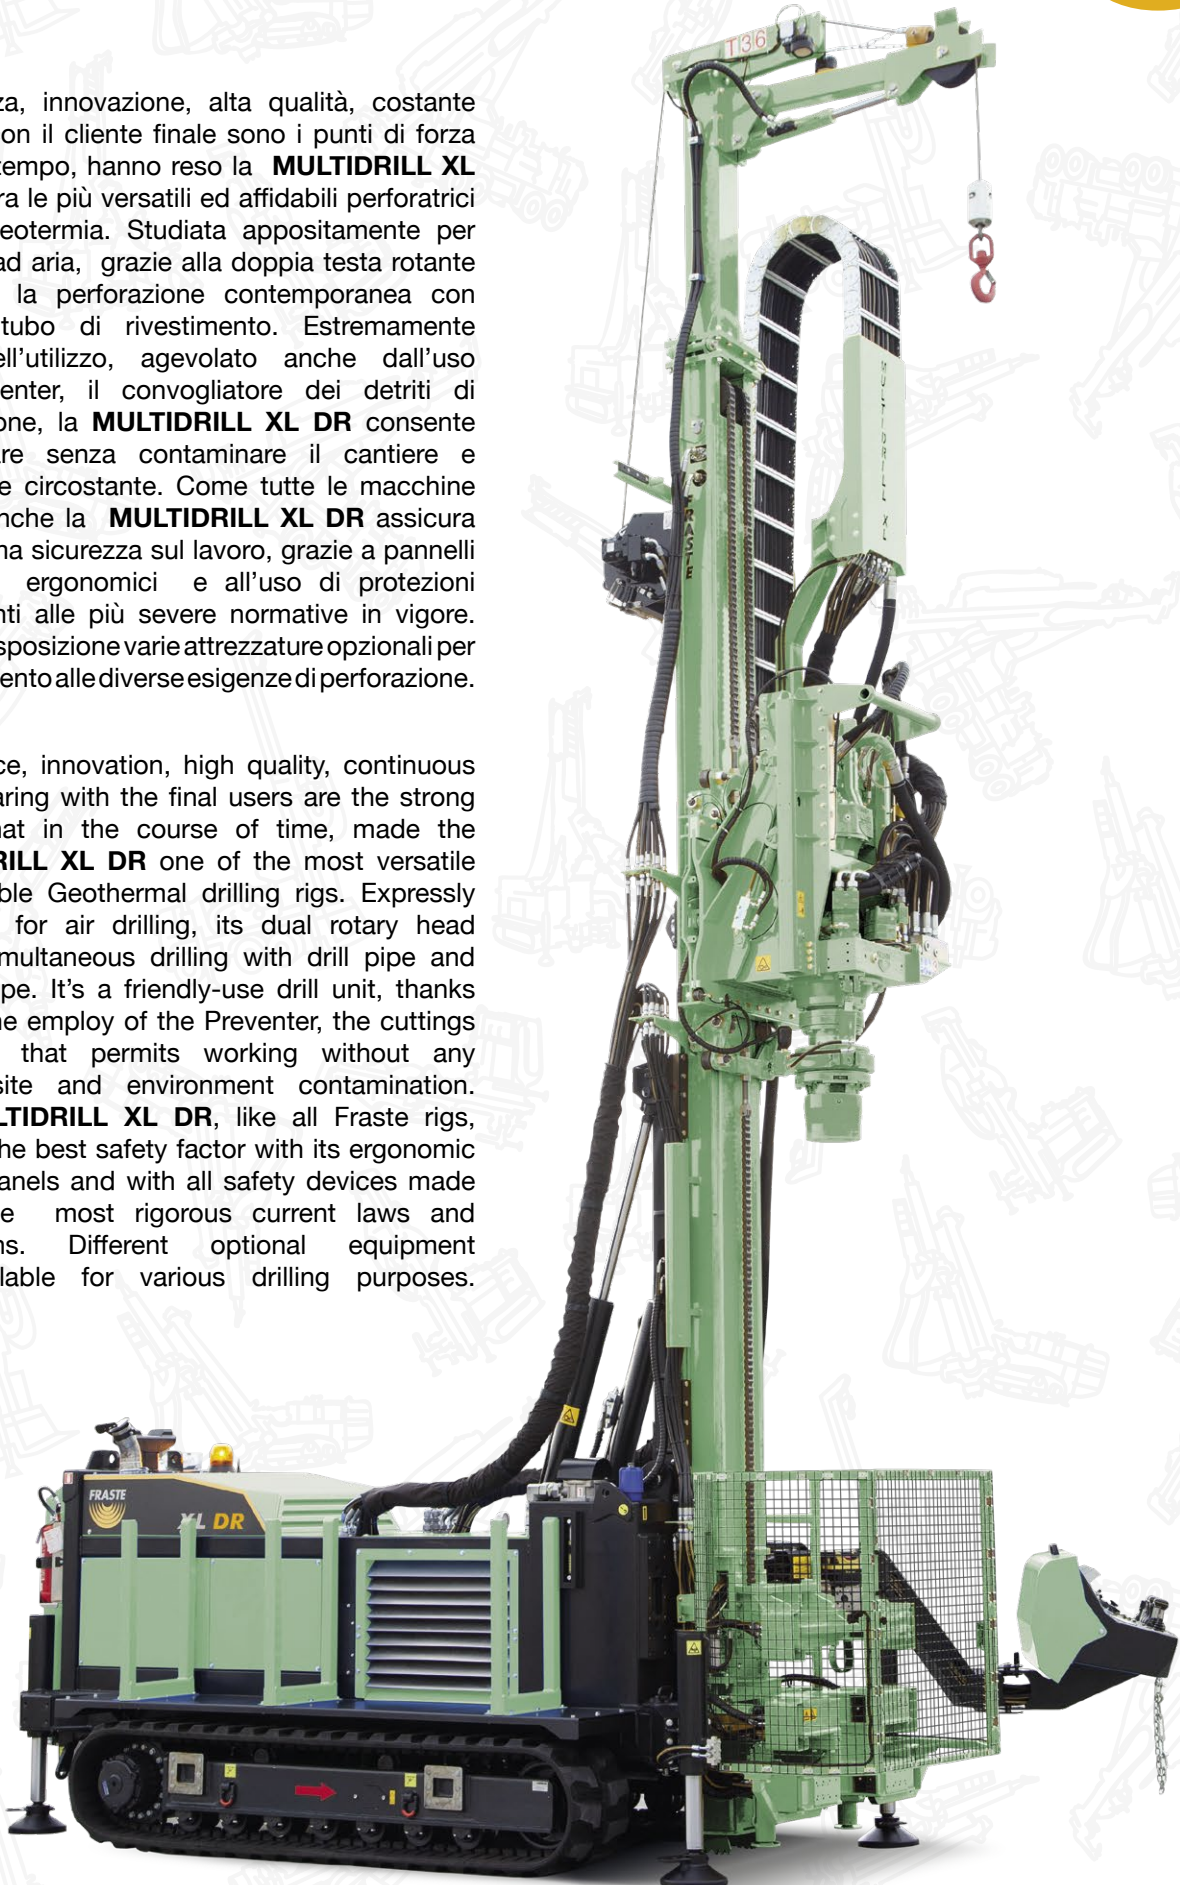 za, innovazione, alta qualità, costante
on il cliente finale sono i punti di forza
tempo, hanno reso la MULTIDRILL XL
ra le più versatili ed affidabili perforatrici
eotermia. Studiata appositamente per
ad aria, grazie alla doppia testa rotante
la perforazione contemporanea con
tubo di rivestimento. Estremamente
ell'utilizzo, agevolato anche dall'uso
enter, il convogliatore dei detriti di
one, la MULTIDRILL XL DR consente
are senza contaminare il cantiere e
e circostante. Come tutte le macchine
nche la MULTIDRILL XL DR assicura
na sicurezza sul lavoro, grazie a pannelli
ergonomici e all'uso di protezioni
nti alle più severe normative in vigore.
sposizione varie attrezzature opzionali per
ento alle diverse esigenze di perforazione.
ce, innovation, high quality, continuous
aring with the final users are the strong
hat in the course of time, made the
RILL XL DR one of the most versatile
ble Geothermal drilling rigs. Expressly
for air drilling, its dual rotary head
multaneous drilling with drill pipe and
pe. It's a friendly-use drill unit, thanks
he employ of the Preventer, the cuttings
that permits working without any
site and environment contamination.
LTIDRILL XL DR, like all Fraste rigs,
he best safety factor with its ergonomic
anels and with all safety devices made
e most rigorous current laws and
ns. Different optional equipment
ilable for various drilling purposes.
T36
MULTIDRILL XL
FRASTE
FRASTE
XL DR